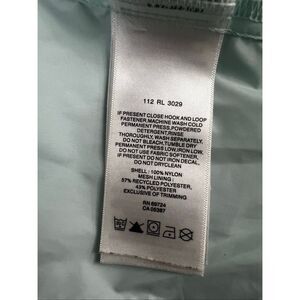 112 RL 3029
IF PRESENT CLOSE HOOK AND LOOP
FASTENER,MACHINE WASH COLD
PERMANENT PRESS,POWDERED
DETERGENT,RINSE
THOROUGHLY, WASH SEPARATELY,
DO NOT BLEACH,TUMBLE DRY
PERMANENT PRESS LOW,IRON LOW,
DO NOT USE FABRIC SOFTENER,
IF PRESENT DO NOT IRON DECAL,
DO NOT DRYCLEAN
SHELL : 100% NYLON
MESH LINING :
57% RECYCLED POLYESTER,
43% POLYESTER
EXCLUSIVE OF TRIMMING
RN 89724
CA 05367